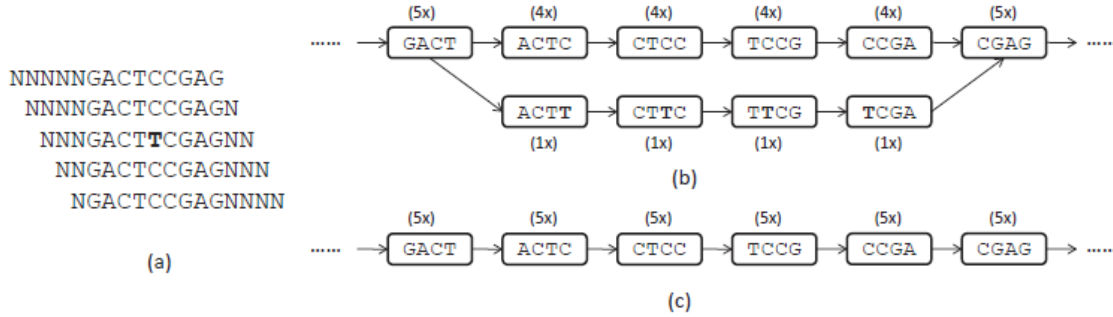 NNNNNGACTCCGAG
NNNNGACTCCGAGN
NNNGACTTCGAGNN
NNGACTCCGAGNNN
NGACTCCGAGNNNN
(a)
(5x) (4x) (4x) (4x) (4x) (5x)
...... GACT ACTC CTCC TCCG CCGA CGAG ......
ACTT CTTC TTCG TCGA
(1x) (1x) (1x) (1x)
(b)
(5x) (5x) (5x) (5x) (5x) (5x)
...... GACT ACTC CTCC TCCG CCGA CGAG ......
(c)